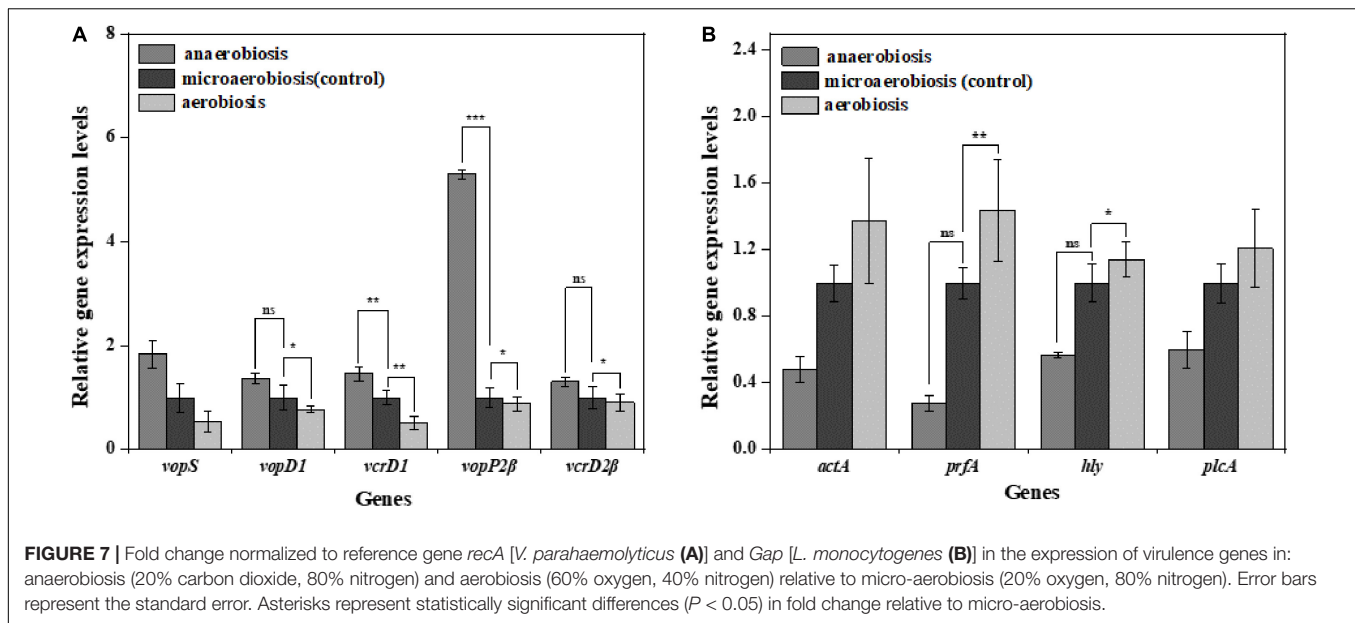 A
anaerobiosis
microaerobiosis(control)
aerobiosis
Relative gene expression levels
8
6
4
2
0
ns
*
**
**
***
*
ns
*
vopS vopD1 vcrD1 vopP2β vcrD2β
Genes
B
anaerobiosis
microaerobiosis (control)
aerobiosis
Relative gene expression levels
2.4
2.0
1.6
1.2
0.8
0.4
0.0
ns
**
ns
*
actA prfA hly plcA
Genes
FIGURE 7 | Fold change normalized to reference gene recA [V. parahaemolyticus (A)] and Gap [L. monocytogenes (B)] in the expression of virulence genes in:
anaerobiosis (20% carbon dioxide, 80% nitrogen) and aerobiosis (60% oxygen, 40% nitrogen) relative to micro-aerobiosis (20% oxygen, 80% nitrogen). Error bars
represent the standard error. Asterisks represent statistically significant differences (P < 0.05) in fold change relative to micro-aerobiosis.